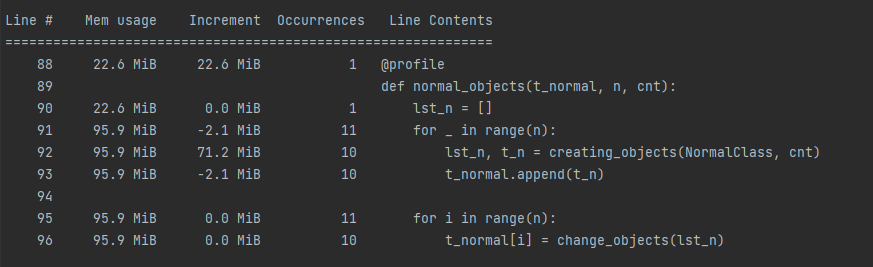 Line #    Mem usage    Increment  Occurrences   Line Contents
=============================================================
    88     22.6 MiB     22.6 MiB           1   @profile
    89                                         def normal_objects(t_normal, n, cnt):
    90     22.6 MiB      0.0 MiB           1       lst_n = []
    91     95.9 MiB     -2.1 MiB          11       for _ in range(n):
    92     95.9 MiB     71.2 MiB          10           lst_n, t_n = creating_objects(NormalClass, cnt)
    93     95.9 MiB     -2.1 MiB          10           t_normal.append(t_n)
    94
    95     95.9 MiB      0.0 MiB          11       for i in range(n):
    96     95.9 MiB      0.0 MiB          10           t_normal[i] = change_objects(lst_n)